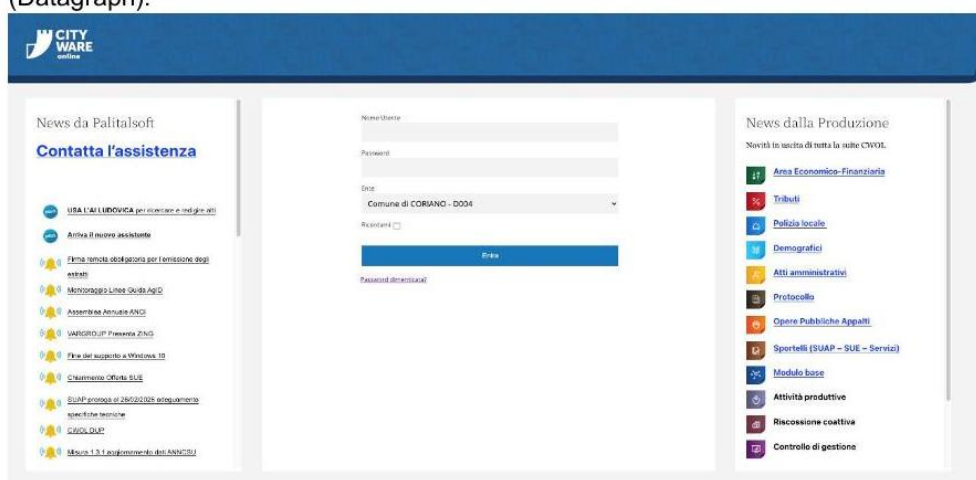 (Datagraph).
CITY
WARE
online
News da Palitalsoft
Contatta l'assistenza
USA L'AI LUDOVICA per ricercare e redigere atti
Arriva il nuovo assistente
Firma remota obbligatoria per l'emissione degli
estratti
Monitoraggio Linee Guida AgID
Assemblea Annuale ANCI
VARGROUP Presenta ZING
Fine del supporto a Windows 10
Chiarimento Offerte SUE
SUAP proroga al 26/02/2026 adeguamento
specifiche tecniche
CWOL DUP
Misura 1.3.1 aggiornamento dati ANNCSU
Nome Utente
Password
Ente
Comune di CORIANO - D004
Ricordami
Entra
Password dimenticata?
News dalla Produzione
Novità in uscita di tutta la suite CWOL
Area Economico-Finanziaria
Tributi
Polizia locale
Demografici
Atti amministrativi
Protocollo
Opere Pubbliche Appalti
Sportelli (SUAP – SUE – Servizi)
Modulo base
Attività produttive
Riscossione coattiva
Controllo di gestione